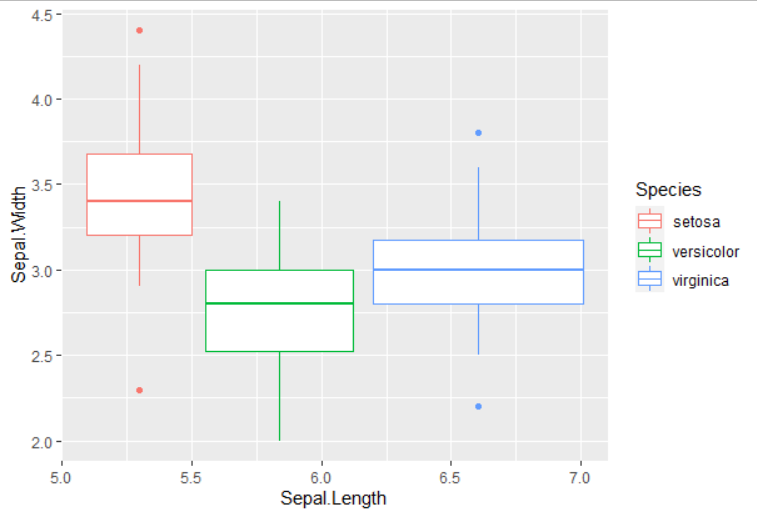 4.5
4.0
3.5
3.0
2.5
2.0
Sepal.Width
5.0 5.5 6.0 6.5 7.0
Sepal.Length
Species
setosa
versicolor
virginica